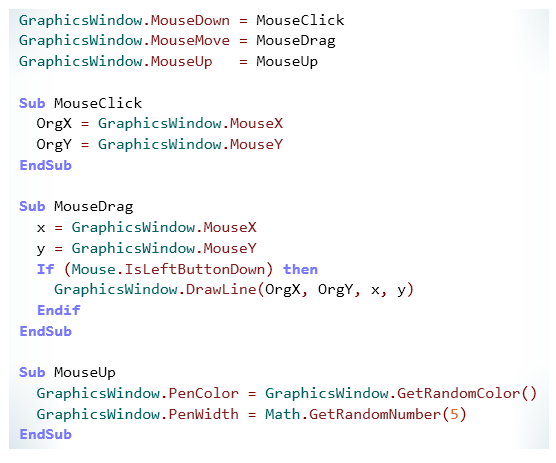 GraphicsWindow.MouseDown = MouseClick
GraphicsWindow.MouseMove = MouseDrag
GraphicsWindow.MouseUp   = MouseUp

Sub MouseClick
  OrgX = GraphicsWindow.MouseX
  OrgY = GraphicsWindow.MouseY
EndSub

Sub MouseDrag
  x = GraphicsWindow.MouseX
  y = GraphicsWindow.MouseY
  If (Mouse.IsLeftButtonDown) then
    GraphicsWindow.DrawLine(OrgX, OrgY, x, y)
  Endif
EndSub

Sub MouseUp
  GraphicsWindow.PenColor = GraphicsWindow.GetRandomColor()
  GraphicsWindow.PenWidth = Math.GetRandomNumber(5)
EndSub